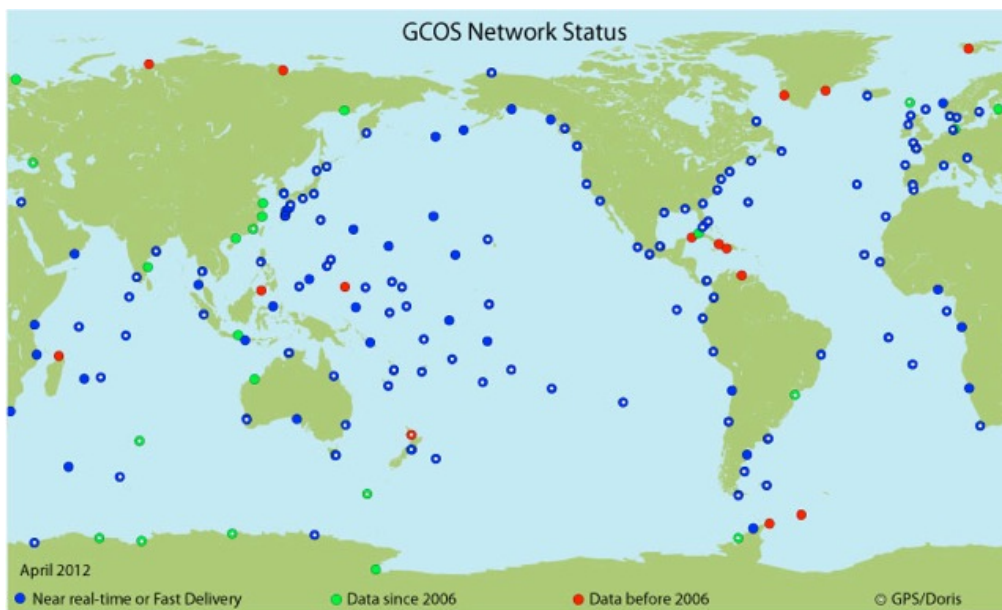 GCOS Network Status
April 2012
Near real-time or Fast Delivery
Data since 2006
Data before 2006
GPS/Doris